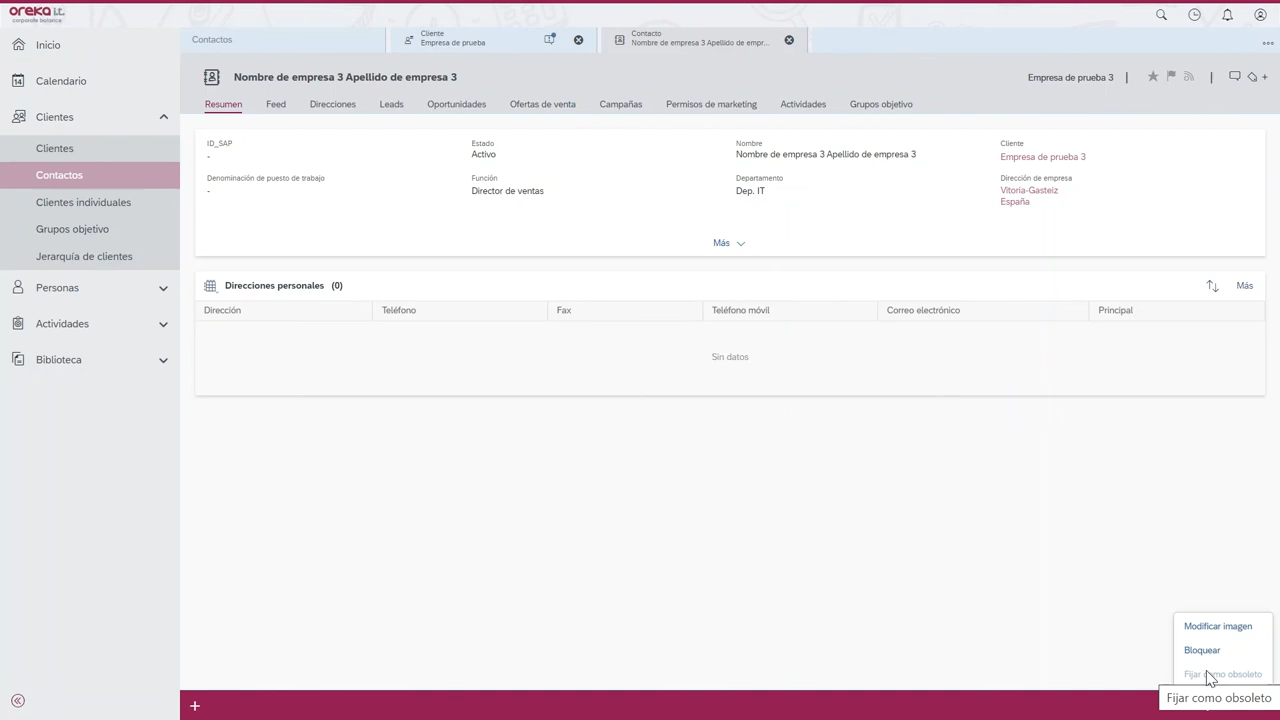 oreka i.t.
corporate instance
Inicio
14 Calendario
Clientes
Clientes
Contactos
Clientes individuales
Grupos objetivo
Jerarquía de clientes
Personas
Actividades
Biblioteca
Contactos
Cliente
Empresa de prueba
Contacto
Nombre de empresa 3 Apellido de empr...
Nombre de empresa 3 Apellido de empresa 3
Empresa de prueba 3
Resumen Feed Direcciones Leads Oportunidades Ofertas de venta Campañas Permisos de marketing Actividades Grupos objetivo
ID_SAP Estado Nombre Cliente
- Activo Nombre de empresa 3 Apellido de empresa 3 Empresa de prueba 3
Denominación de puesto de trabajo Función Departamento Dirección de empresa
- Director de ventas Dep. IT Vitoria-Gasteiz
España
Más
Direcciones personales (0) Más
Dirección Teléfono Fax Teléfono móvil Correo electrónico Principal
Sin datos
Modificar imagen
Bloquear
Fijar como obsoleto
Fijar como obsoleto